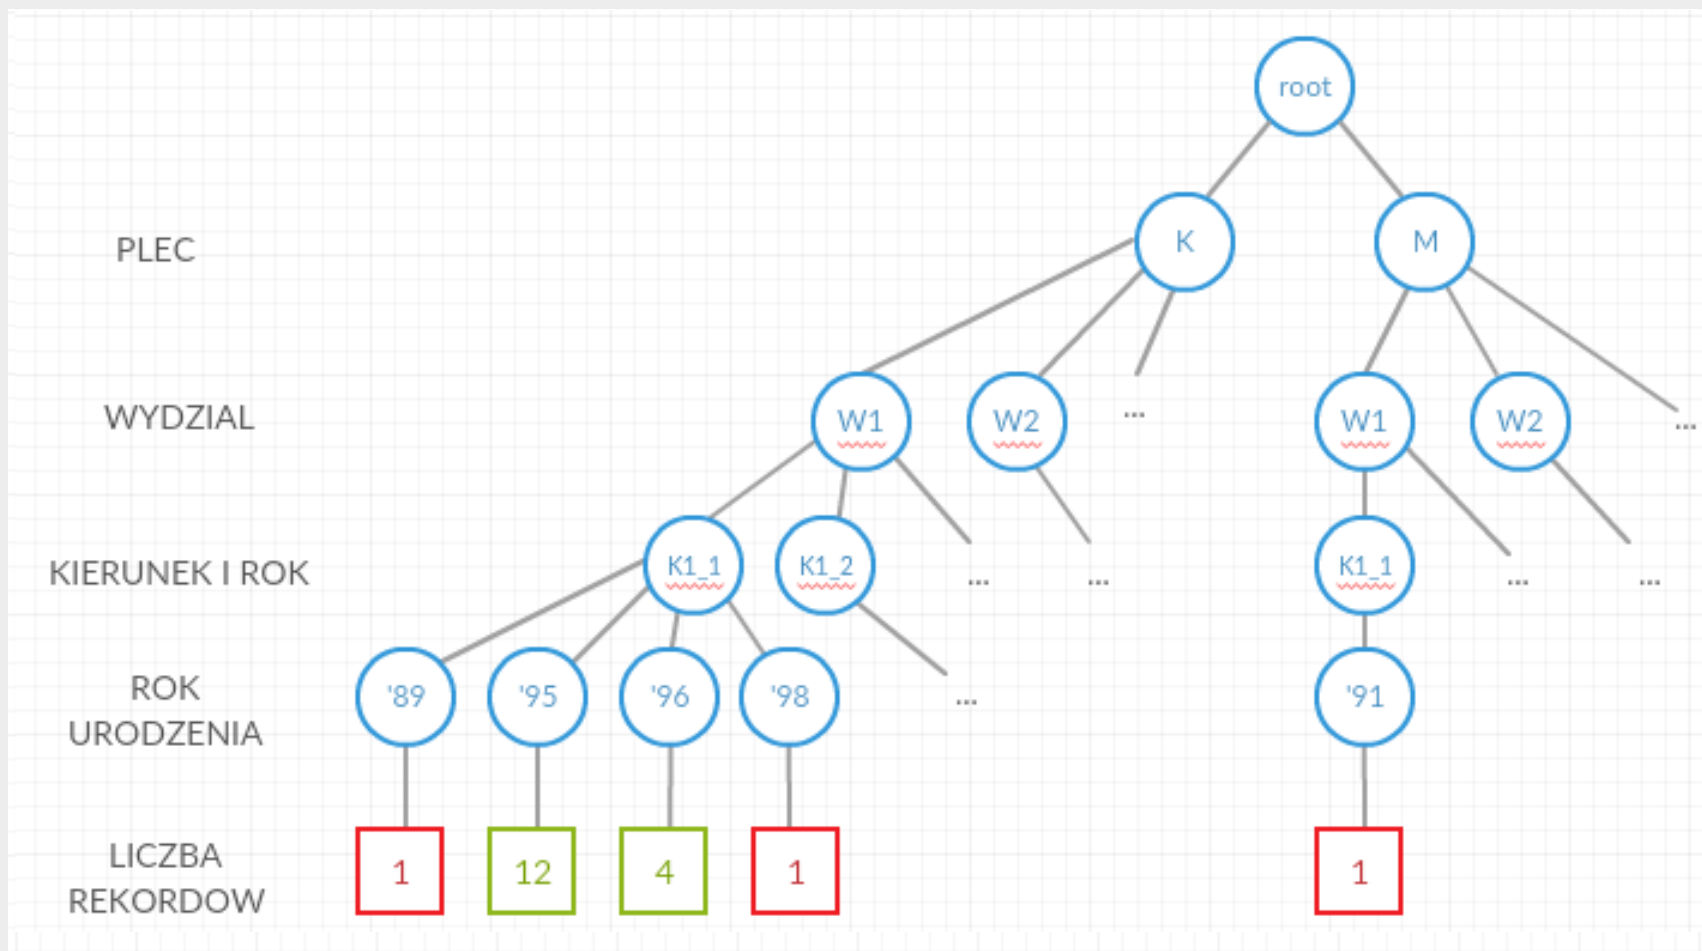 root
PLEC
K
M
WYDZIAL
W1
W2
...
W1
W2
...
KIERUNEK I ROK
K1_1
K1_2
...
...
K1_1
...
...
ROK
URODZENIA
'89
'95
'96
'98
...
'91
LICZBA
REKORDOW
1
12
4
1
1